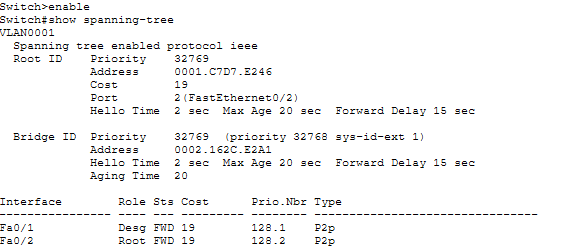 Switch>enable
Switch#show spanning-tree
VLAN0001
  Spanning tree enabled protocol ieee
  Root ID    Priority    32769
             Address     0001.C7D7.E246
             Cost        19
             Port        2(FastEthernet0/2)
             Hello Time  2 sec  Max Age 20 sec  Forward Delay 15 sec

  Bridge ID  Priority    32769  (priority 32768 sys-id-ext 1)
             Address     0002.162C.E2A1
             Hello Time  2 sec  Max Age 20 sec  Forward Delay 15 sec
             Aging Time  20

Interface        Role Sts Cost      Prio.Nbr Type
---------------- ---- --- --------- -------- --------------------------------
Fa0/1            Desg FWD 19        128.1    P2p
Fa0/2            Root FWD 19        128.2    P2p